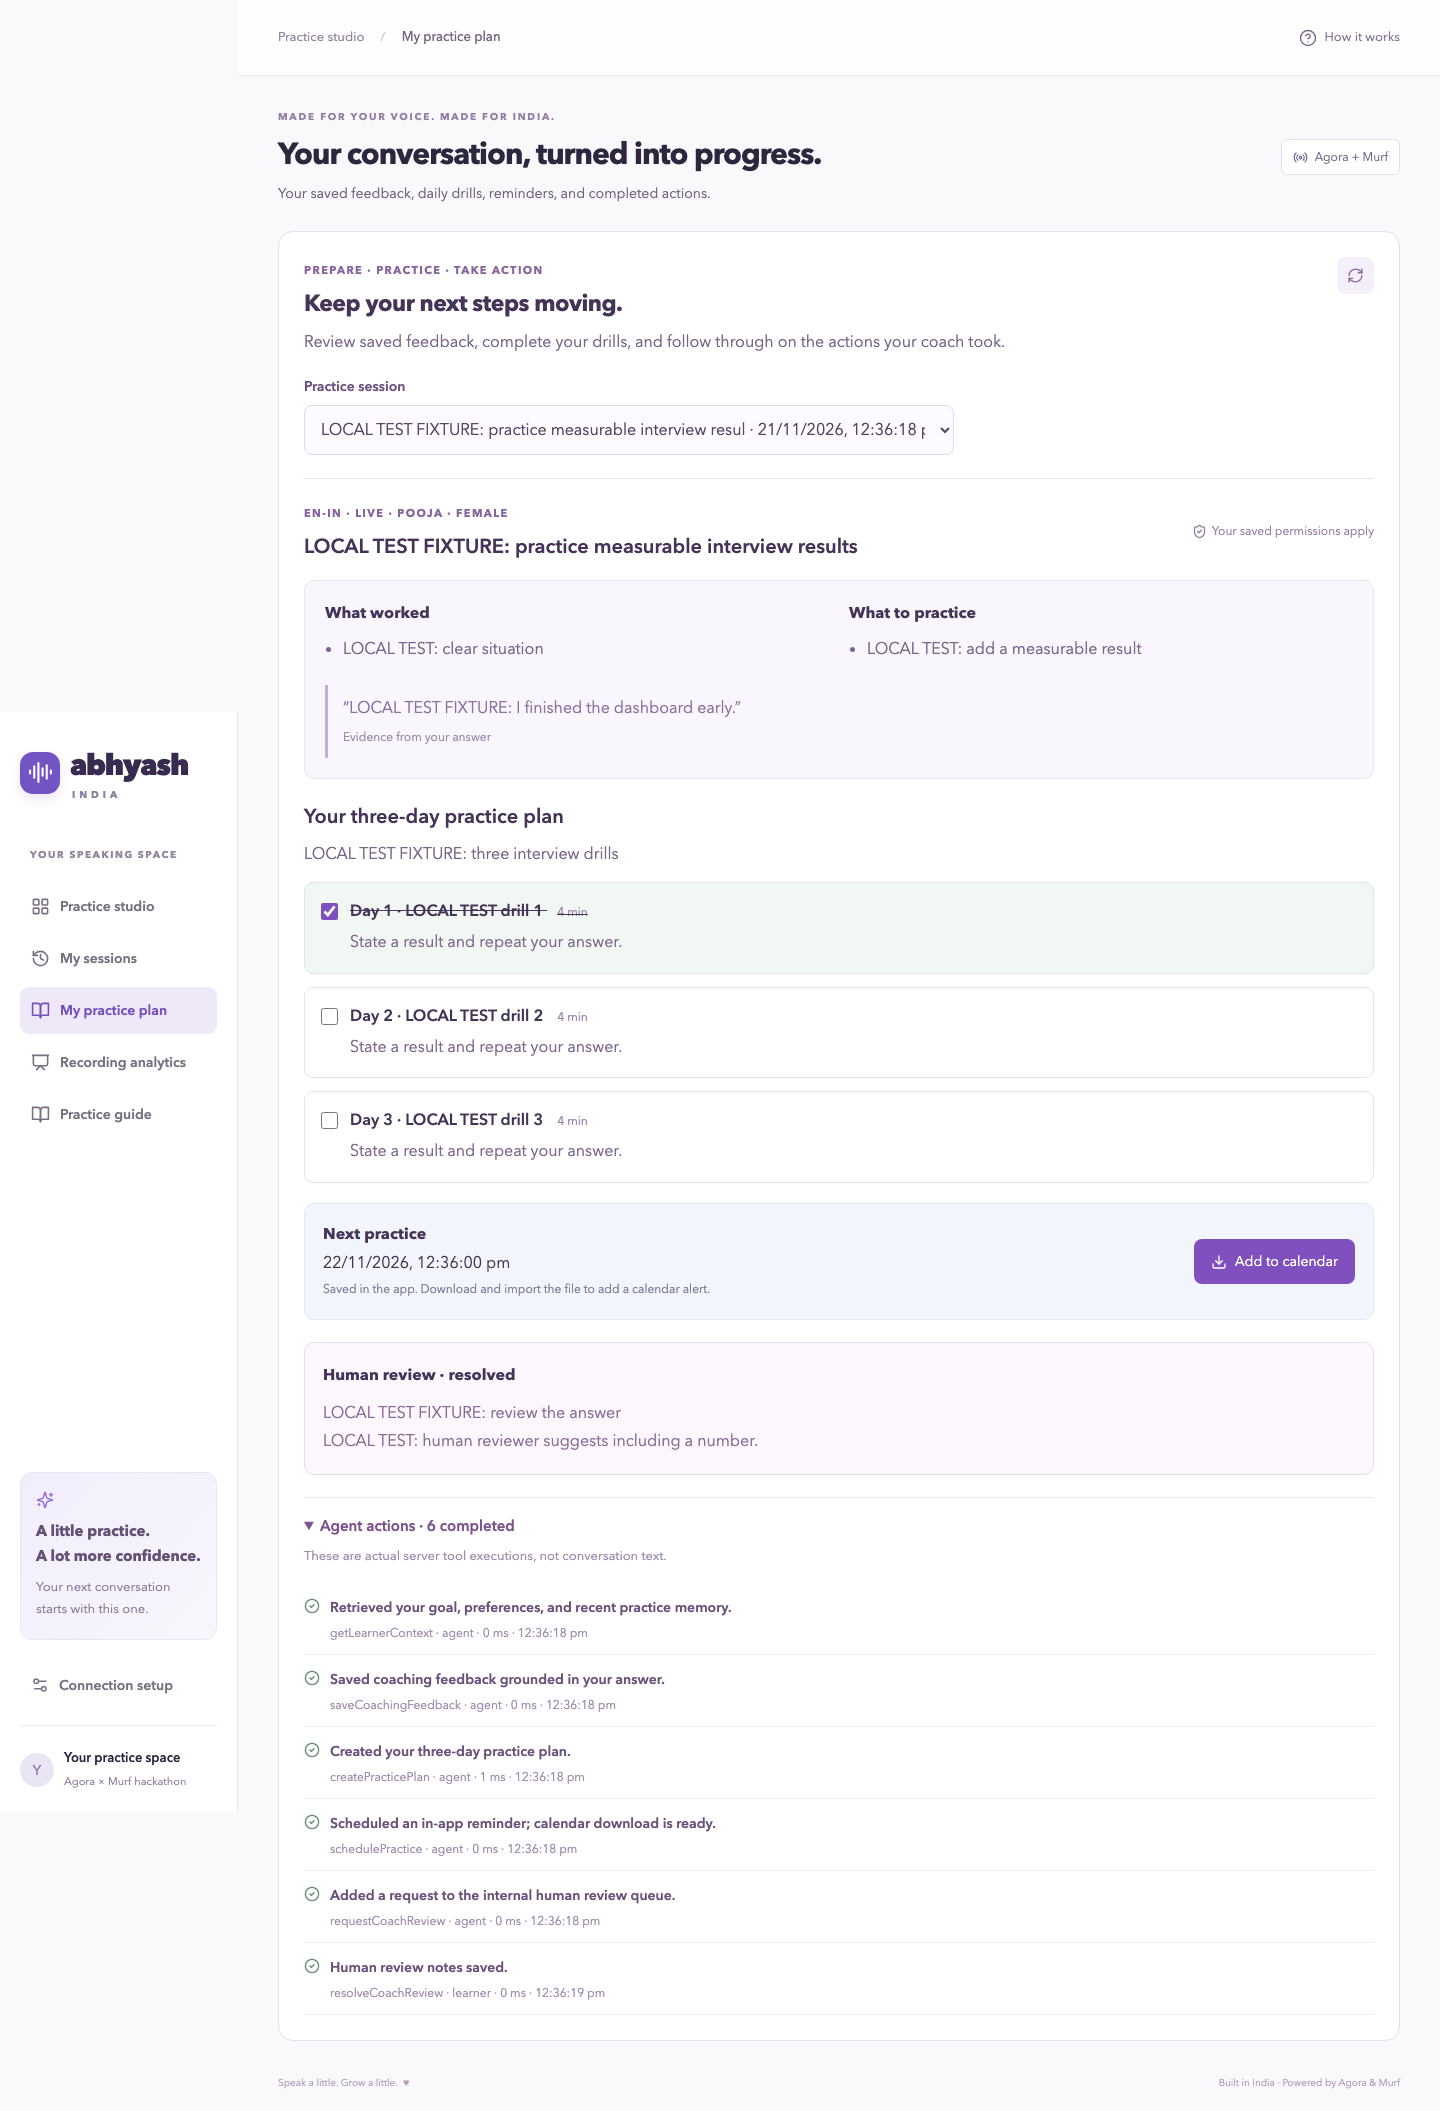 Practice studio / My practice plan
How it works
MADE FOR YOUR VOICE. MADE FOR INDIA.
Your conversation, turned into progress.
Agora + Murf
Your saved feedback, daily drills, reminders, and completed actions.
PREPARE · PRACTICE · TAKE ACTION
Keep your next steps moving.
Review saved feedback, complete your drills, and follow through on the actions your coach took.
Practice session
LOCAL TEST FIXTURE: practice measurable interview resul · 21/11/2026, 12:36:18
EN-IN · LIVE · POOJA · FEMALE
LOCAL TEST FIXTURE: practice measurable interview results
Your saved permissions apply
What worked
LOCAL TEST: clear situation
What to practice
LOCAL TEST: add a measurable result
“LOCAL TEST FIXTURE: I finished the dashboard early.”
Evidence from your answer
Your three-day practice plan
LOCAL TEST FIXTURE: three interview drills
Day 1 · LOCAL TEST drill 1 4 min
State a result and repeat your answer.
Day 2 · LOCAL TEST drill 2 4 min
State a result and repeat your answer.
Day 3 · LOCAL TEST drill 3 4 min
State a result and repeat your answer.
Next practice
22/11/2026, 12:36:00 pm
Saved in the app. Download and import the file to add a calendar alert.
Add to calendar
Human review · resolved
LOCAL TEST FIXTURE: review the answer
LOCAL TEST: human reviewer suggests including a number.
Agent actions · 6 completed
These are actual server tool executions, not conversation text.
Retrieved your goal, preferences, and recent practice memory.
getLearnerContext · agent · 0 ms · 12:36:18 pm
Saved coaching feedback grounded in your answer.
saveCoachingFeedback · agent · 0 ms · 12:36:18 pm
Created your three-day practice plan.
createPracticePlan · agent · 1 ms · 12:36:18 pm
Scheduled an in-app reminder; calendar download is ready.
schedulePractice · agent · 0 ms · 12:36:18 pm
Added a request to the internal human review queue.
requestCoachReview · agent · 0 ms · 12:36:18 pm
Human review notes saved.
resolveCoachReview · learner · 0 ms · 12:36:19 pm
abhyash
INDIA
YOUR SPEAKING SPACE
Practice studio
My sessions
My practice plan
Recording analytics
Practice guide
A little practice.
A lot more confidence.
Your next conversation
starts with this one.
Connection setup
Y
Your practice space
Agora × Murf hackathon
Speak a little. Grow a little. ♥
Built in India · Powered by Agora & Murf